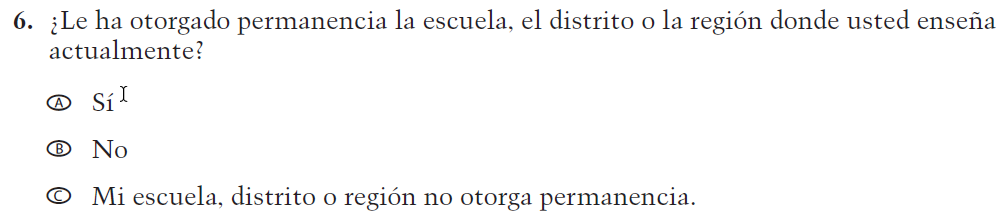 6. ¿Le ha otorgado permanencia la escuela, el distrito o la región donde usted enseña
actualmente?
A Sí
B No
C Mi escuela, distrito o región no otorga permanencia.